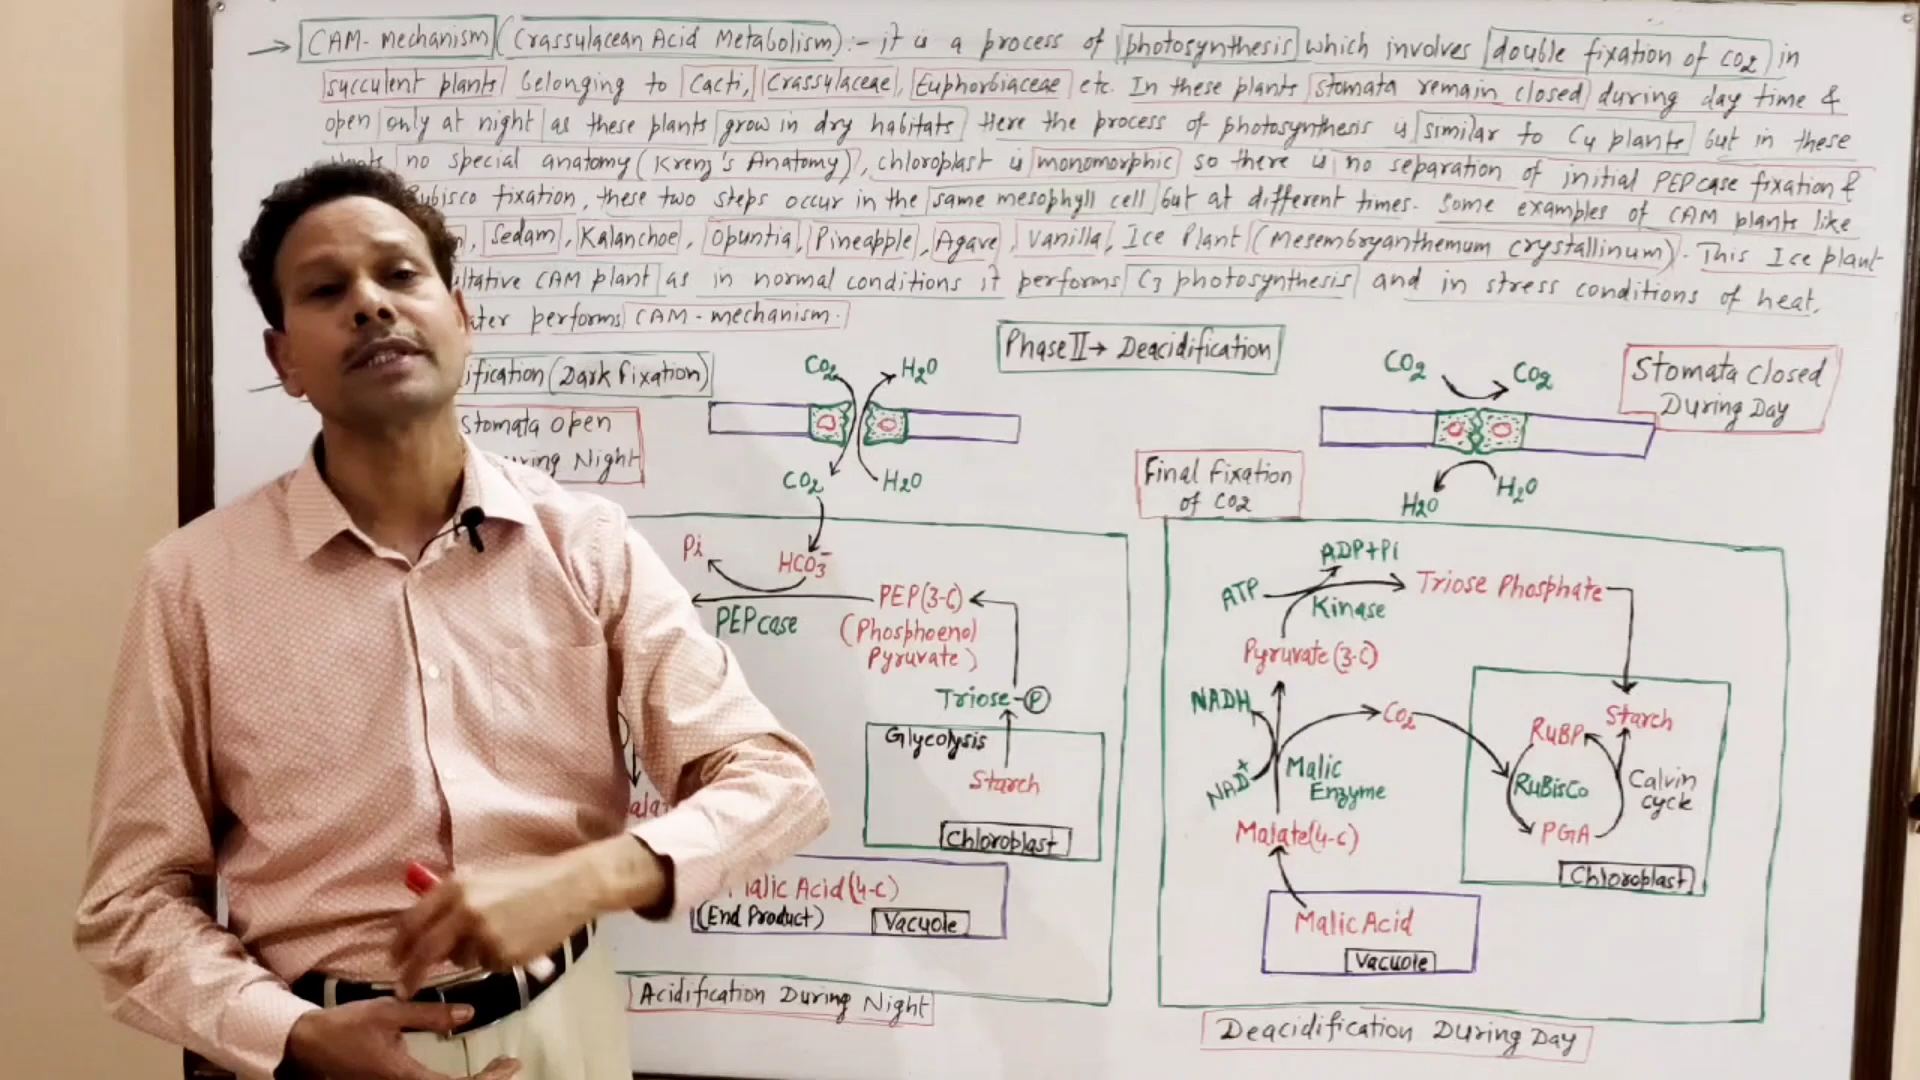 → CAM-mechanism (Crassulacean Acid Metabolism):- it is a process of photosynthesis which involves double fixation of CO2 in
succulent plants belonging to Cacti, Crassulaceae, Euphorbiaceae etc. In these plants stomata remain closed during day time &
open only at night as these plants grow in dry habitats Here the process of photosynthesis is similar to C4 plants but in these
no special anatomy (Krenz's Anatomy), chloroplast is monomorphic so there is no separation of initial PEPcase fixation &
Rubisco fixation, these two steps occur in the same mesophyll cell but at different times. Some examples of CAM plants like
, Sedam, Kalanchoe, Opuntia, Pineapple, Agave, Vanilla, Ice Plant (Mesembryanthemum crystallinum). This Ice plant
ltative CAM plant as in normal conditions it performs C3 photosynthesis and in stress conditions of heat,
ater performs CAM-mechanism.
Phase II → Deacidification
ification (Dark Fixation)
Stomata Open
uring Night
CO2
H2O
CO2
H2O
Pi
HCO3-
PEPcase
PEP(3-C)
(Phosphoenol
Pyruvate)
Triose-P
Glycolysis
Starch
Chloroplast
ala
alic Acid (4-C)
(End Product)
Vacuole
Acidification During Night
CO2
CO2
Stomata Closed
During Day
Final Fixation
of CO2
H2O
H2O
ADP+Pi
ATP
Kinase
Triose Phosphate
Pyruvate (3-C)
NADH
NAD+
CO2
Malic
Enzyme
Malate(4-C)
Malic Acid
Vacuole
Starch
RuBP
RuBisCo
Calvin
cycle
PGA
Chloroplast
Deacidification During Day